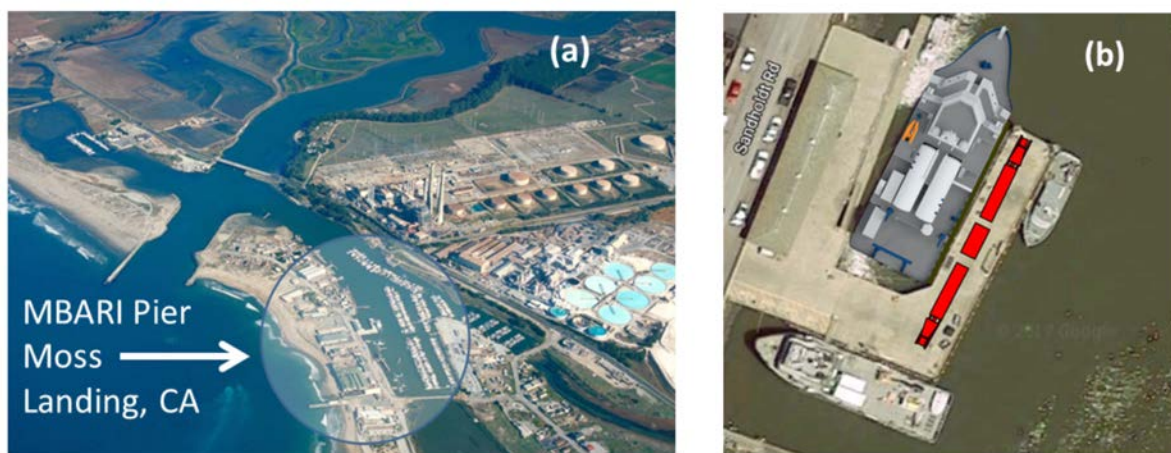 (a)
MBARI Pier
Moss
Landing, CA
(b)
Sandholdt Rd
© 2017 Google